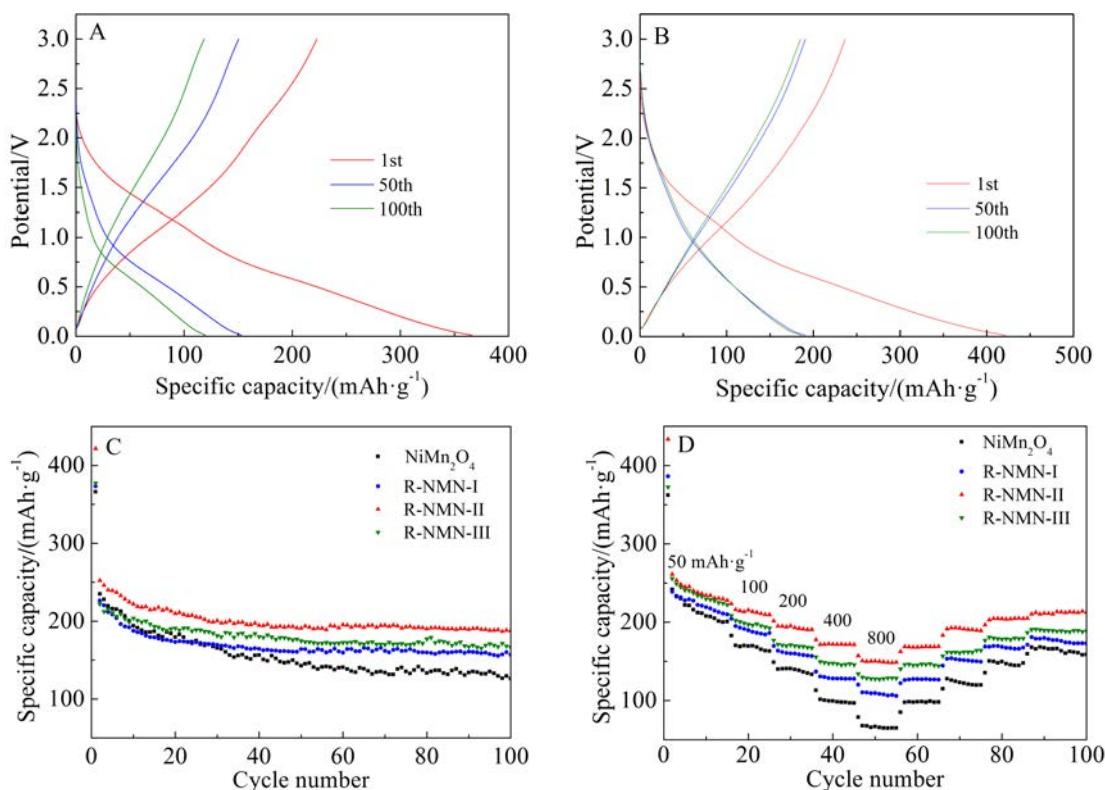 A
3.0
2.5
2.0
1.5
1.0
0.5
0.0
Potential/V
1st
50th
100th
0 100 200 300 400
Specific capacity/(mAh·g⁻¹)
B
3.0
2.5
2.0
1.5
1.0
0.5
0.0
Potential/V
1st
50th
100th
0 100 200 300 400 500
Specific capacity/(mAh·g⁻¹)
C
400
300
200
100
Specific capacity/(mAh·g⁻¹)
NiMn₂O₄
R-NMN-I
R-NMN-II
R-NMN-III
0 20 40 60 80 100
Cycle number
D
400
300
200
100
Specific capacity/(mAh·g⁻¹)
NiMn₂O₄
R-NMN-I
R-NMN-II
R-NMN-III
50 mAh·g⁻¹
100
200
400
800
0 20 40 60 80 100
Cycle number